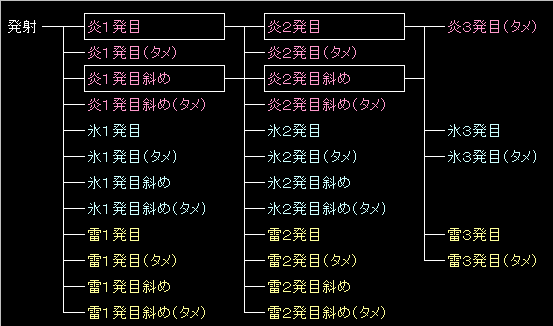 発射 炎1発目 炎2発目 炎3発目(タメ)
炎1発目(タメ) 炎2発目(タメ)
炎1発目斜め 炎2発目斜め
炎1発目斜め(タメ) 炎2発目斜め(タメ)
氷1発目 氷2発目 氷3発目
氷1発目(タメ) 氷2発目(タメ) 氷3発目(タメ)
氷1発目斜め 氷2発目斜め
氷1発目斜め(タメ) 氷2発目斜め(タメ)
雷1発目 雷2発目 雷3発目
雷1発目(タメ) 雷2発目(タメ) 雷3発目(タメ)
雷1発目斜め 雷2発目斜め
雷1発目斜め(タメ) 雷2発目斜め(タメ)